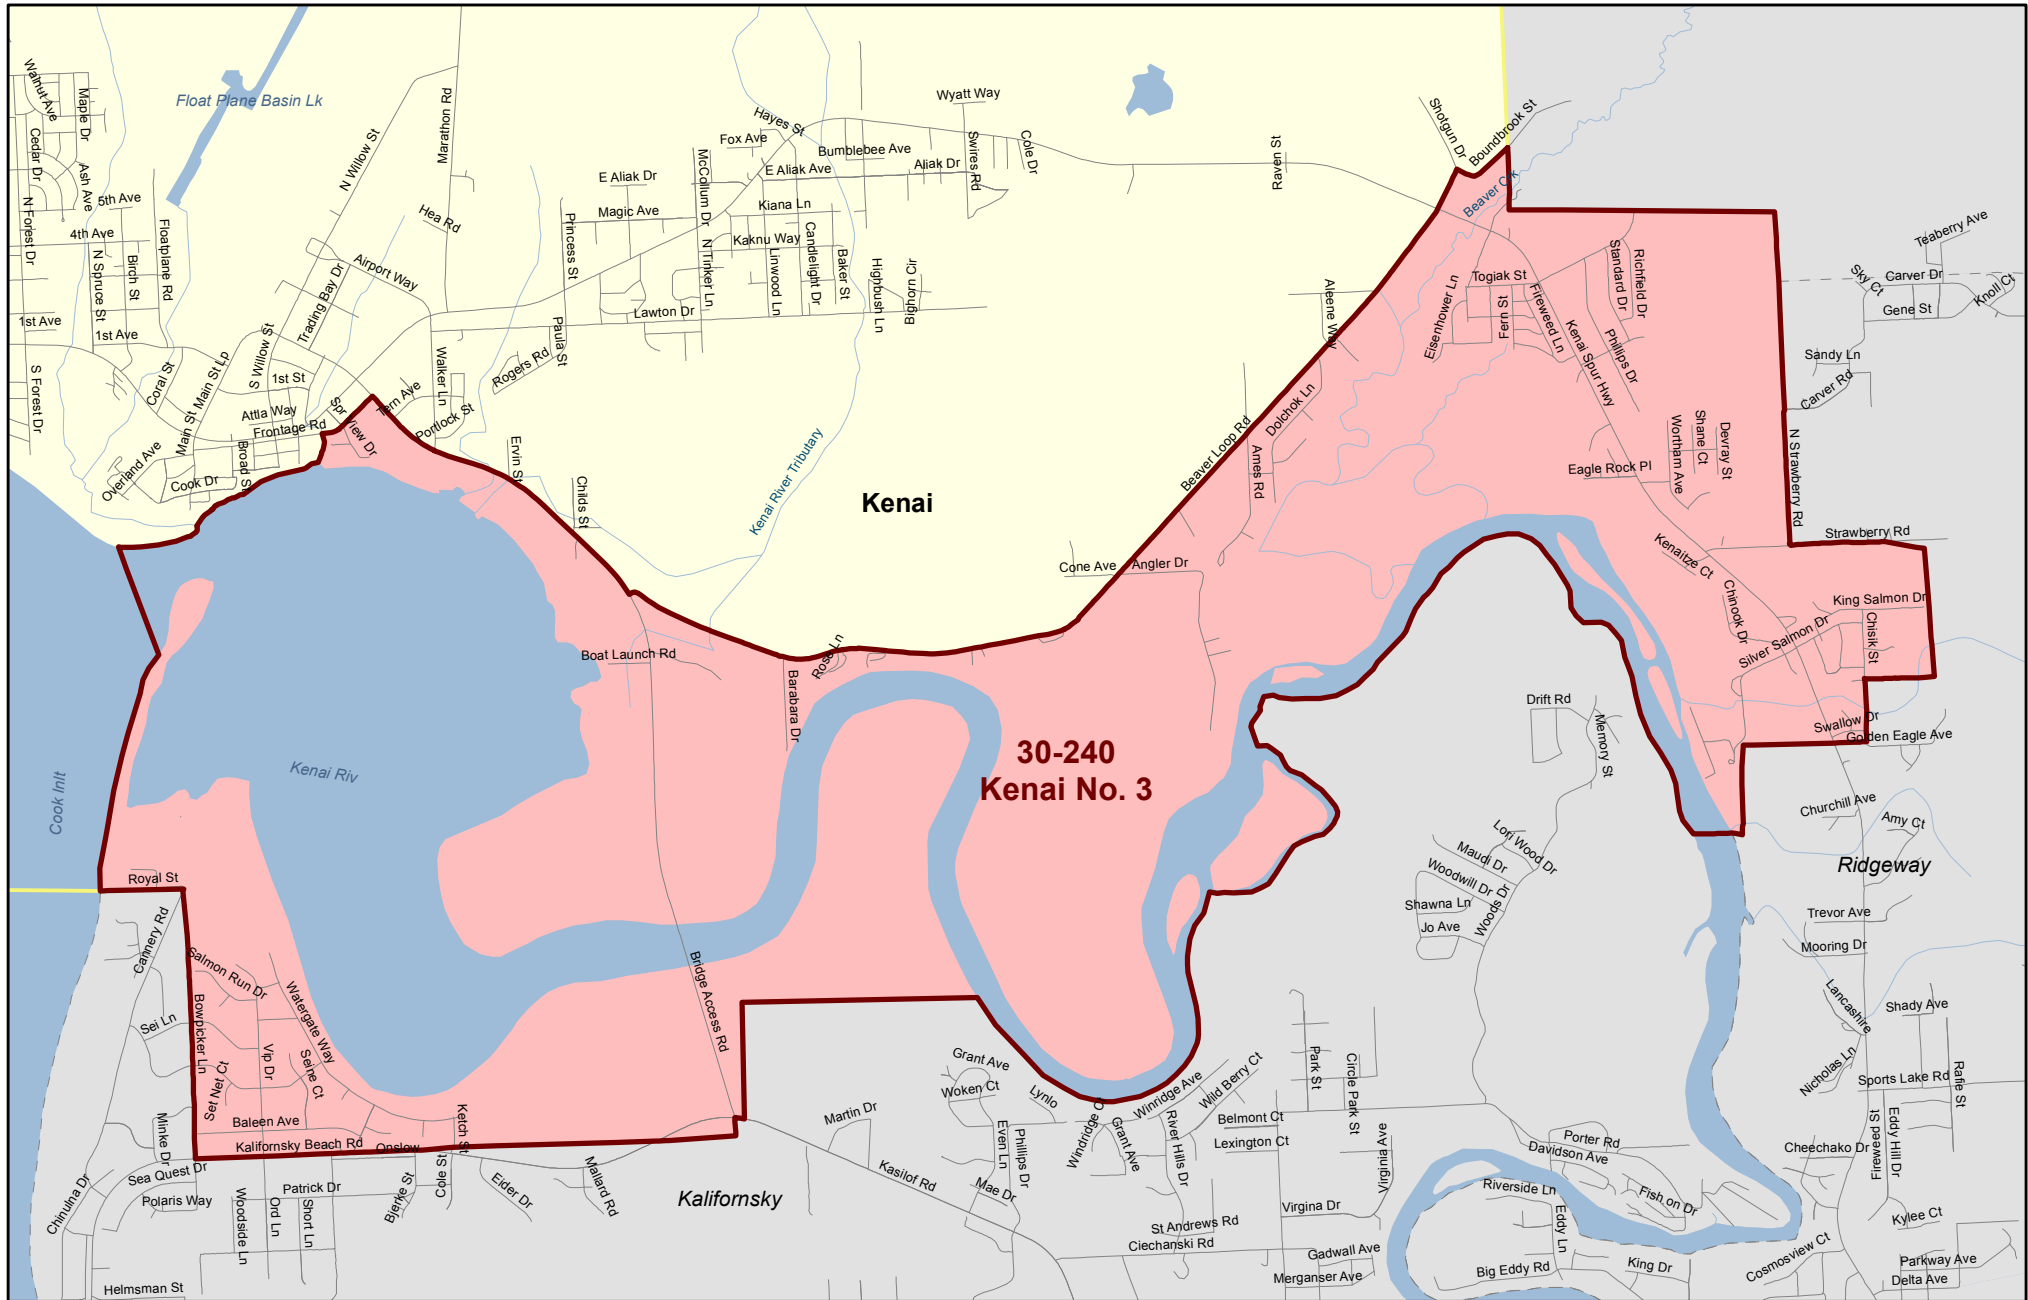 Walnut Ave
Maple Dr
Cedar Dr
Ash Ave
5th Ave
N Forest Dr
4th Ave
N Spruce St
Birch St
Floatplane Rd
1st Ave
1st Ave
S Forest Dr
Coral St
Main St Lp
Main St
Overland Ave
Cook Dr
Broad St
Attla Way
Frontage Rd
1st St
S Willow St
Trading Bay Dr
Airport Way
N Willow St
Marathon Rd
Hea Rd
Float Plane Basin Lk
View Dr
Tern Ave
Walker Ln
Portlock St
Rogers Rd
Paula St
Princess St
Lawton Dr
E Aliak Dr
Magic Ave
McCollum Dr
N Tinker Ln
Fox Ave
Hayes St
Bumblebee Ave
E Aliak Ave
Aliak Dr
Kiana Ln
Kaknu Way
Linwood Ln
Candlelight Dr
Baker St
Highbush Ln
Bighorn Cir
Wyatt Way
Swires Rd
Cole Dr
Raven St
Shotgun Dr
Boundbrook St
Beaver Crk
Aleene Way
Beaver Loop Rd
Dolchok Ln
Ames Rd
Ervin St
Childs St
Kenai River Tributary
Kenai
Cone Ave
Angler Dr
Togiak St
Eisenhower Ln
Fern St
Fireweed Ln
Kenai Spur Hwy
Standard Dr
Richfield Dr
Phillips Dr
Eagle Rock Pl
Wortham Ave
Shane Ct
Devray St
N Strawberry Rd
Strawberry Rd
Teaberry Ave
Sky Ct
Carver Dr
Knoll Ct
Gene St
Sandy Ln
Carver Rd
Kenaitze Ct
Chinook Dr
King Salmon Dr
Silver Salmon Dr
Chisik St
Swallow Dr
Golden Eagle Ave
Boat Launch Rd
Barabara Dr
Rose Ln
30-240
Kenai No. 3
Kenai Riv
Cook Inlt
Drift Rd
Memory St
Churchill Ave
Amy Ct
Ridgeway
Lori Wood Dr
Maudi Dr
Woodwill Dr
Shawna Ln
Jo Ave
Woods Dr
Trevor Ave
Mooring Dr
Lancashire
Shady Ave
Nicholas Ln
Sports Lake Rd
Rafie St
Eddy Hill Dr
Fireweed St
Cheechako Dr
Royal St
Cannery Rd
Salmon Run Dr
Watergate Way
Bowpicker Ln
Sei Ln
Vip Dr
Seine Ct
Set Net Ct
Baleen Ave
Kalifornsky Beach Rd
Onslow
Ketch St
Minke Dr
Sea Quest Dr
Chinulna Dr
Polaris Way
Patrick Dr
Woodside Ln
Ord Ln
Short Ln
Bjerke St
Cole St
Eider Dr
Mallard Rd
Helmsman St
Bridge Access Rd
Kalifornsky
Martin Dr
Kasilof Rd
Grant Ave
Woken Ct
Lynlo
Even Ln
Phillips Dr
Mae Dr
Windridge Ct
Winridge Ave
Wild Berry Ct
Grant Ave
River Hills Dr
Belmont Ct
Lexington Ct
Park St
Circle Park St
Virginia Ave
Virgina Dr
St Andrews Rd
Ciechanski Rd
Gadwall Ave
Merganser Ave
Porter Rd
Davidson Ave
Riverside Ln
Fish on Dr
Eddy Ln
Big Eddy Rd
King Dr
Kylee Ct
Cosmosview Ct
Parkway Ave
Delta Ave